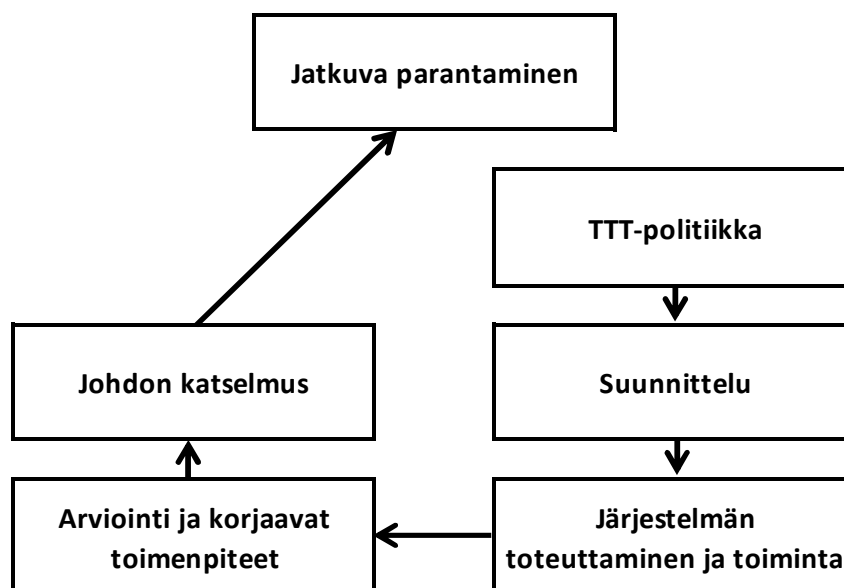 Jatkuva parantaminen
TTT-politiikka
Suunnittelu
Järjestelmän
toteuttaminen ja toiminta
Arviointi ja korjaavat
toimenpiteet
Johdon katselmus